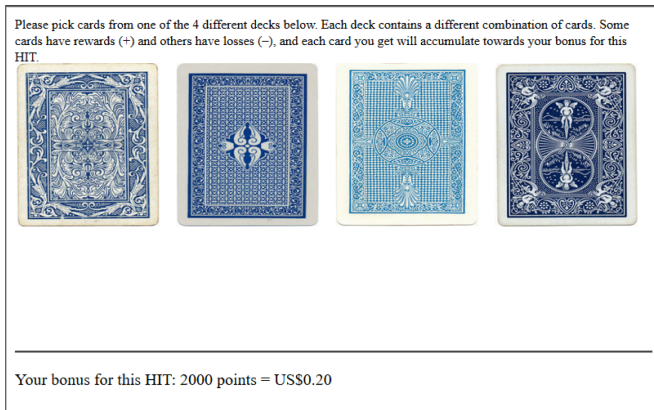 Please pick cards from one of the 4 different decks below. Each deck contains a different combination of cards. Some
cards have rewards (+) and others have losses (–), and each card you get will accumulate towards your bonus for this
HIT.
Your bonus for this HIT: 2000 points = US$0.20